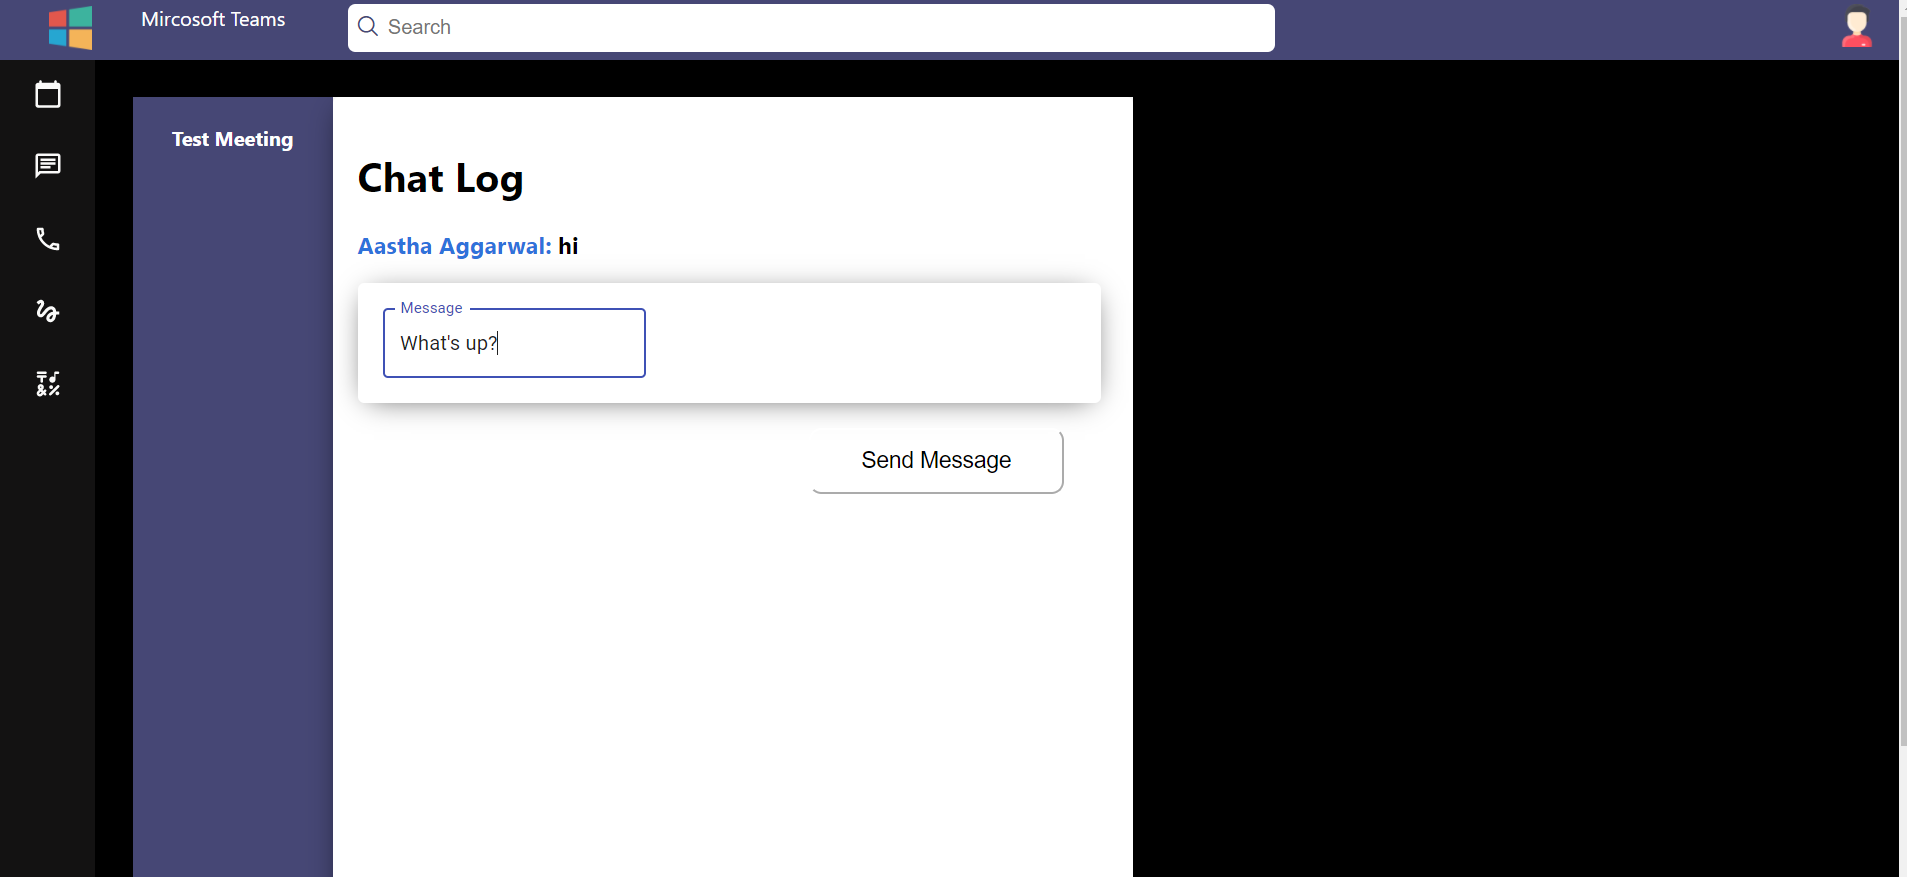 Mircosoft Teams
Search
Test Meeting
Chat Log
Aastha Aggarwal: hi
Message
What's up?
Send Message